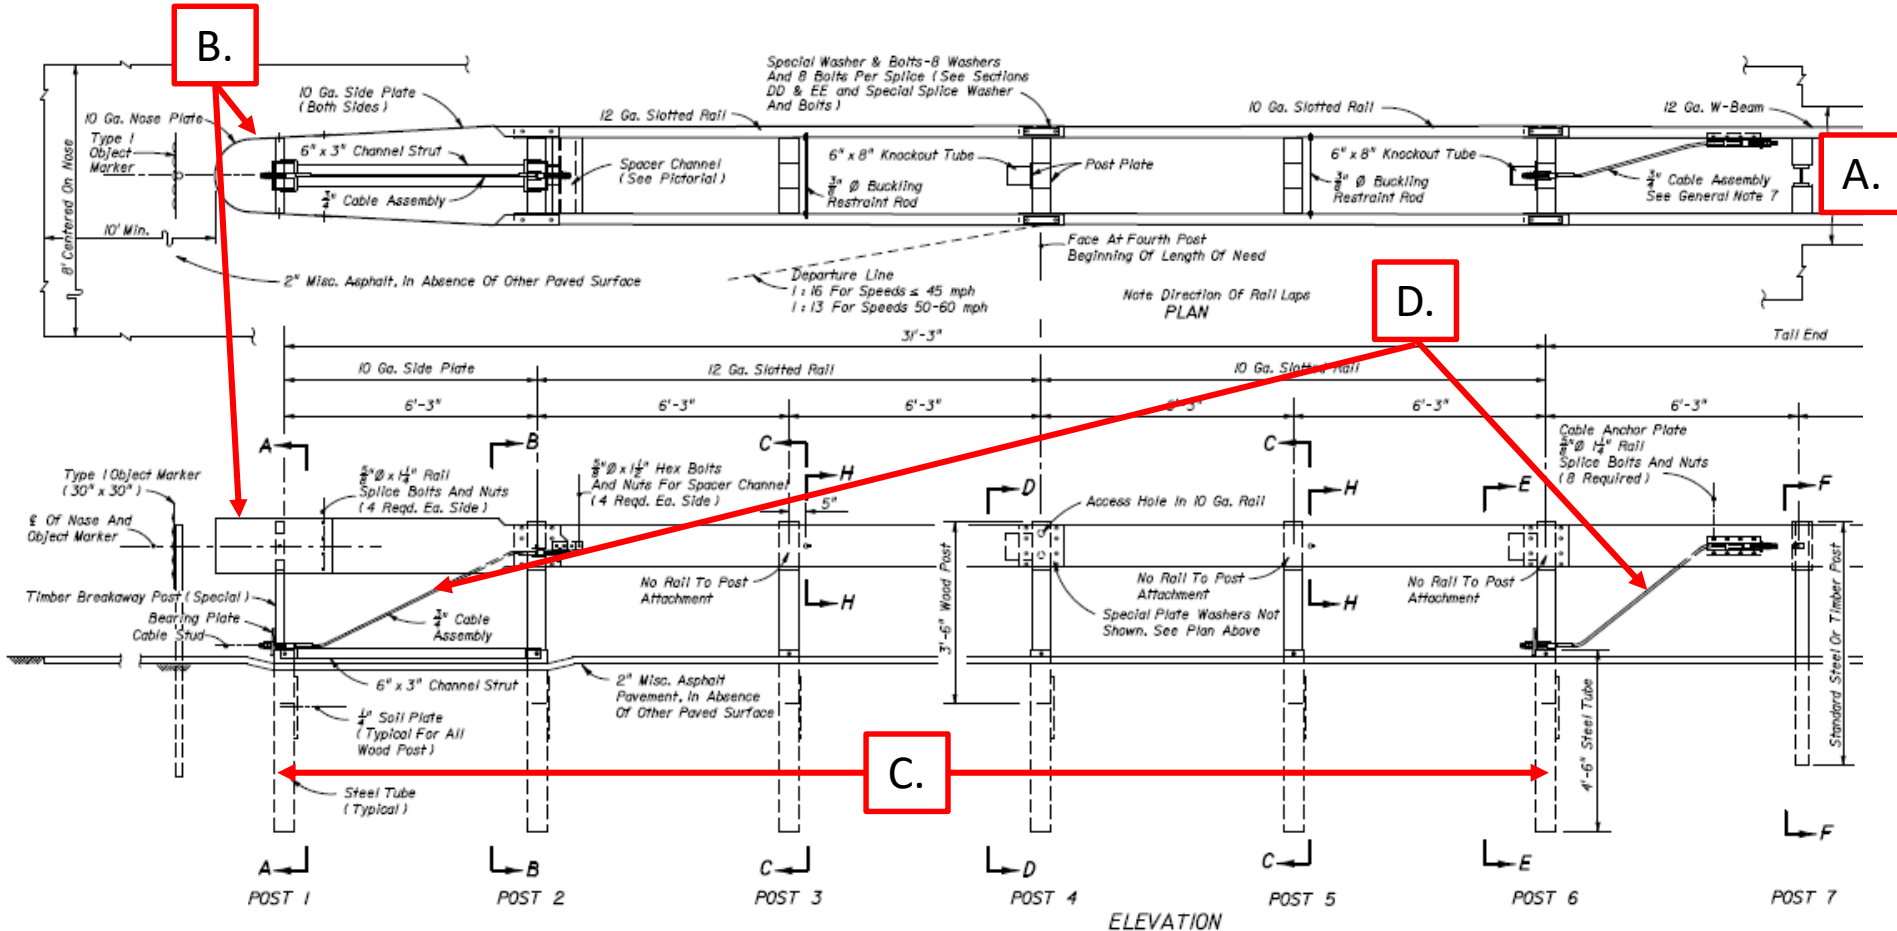 B.
10 Ga. Side Plate
(Both Sides)
10 Ga. Nose Plate
Type 1
Object
Marker
6" x 3" Channel Strut
3/4" Cable Assembly
12 Ga. Slotted Rail
Spacer Channel
(See Pictorial)
Special Washer & Bolts-8 Washers
And 8 Bolts Per Splice (See Sections
DD & EE and Special Splice Washer
And Bolts)
6" x 8" Knockout Tube
Post Plate
Ø Buckling
Restraint Rod
10 Ga. Slotted Rail
12 Ga. W-Beam
6" x 8" Knockout Tube
Ø Buckling
Restraint Rod
Cable Assembly
See General Note 7
A.
8' Centered On Nose
10' Min.
2" Misc. Asphalt, In Absence Of Other Paved Surface
Departure Line
1 : 16 For Speeds ≤ 45 mph
1 : 13 For Speeds 50-60 mph
Face At Fourth Post
Beginning Of Length Of Need
Note Direction Of Rail Laps
PLAN
D.
31'-3"
Tail End
10 Ga. Side Plate
12 Ga. Slotted Rail
10 Ga. Slotted Rail
6'-3"
6'-3"
6'-3"
6'-3"
6'-3"
6'-3"
A
B
C
H
D
C
H
E
F
Type 1 Object Marker
(30" x 30")
℄ Of Nose And
Object Marker
5/8"Ø x 1 1/4" Rail
Splice Bolts And Nuts
(4 Reqd. Ea. Side)
5/8"Ø x 1 1/2" Hex Bolts
And Nuts For Spacer Channel
(4 Reqd. Ea. Side)
5"
Access Hole In 10 Ga. Rail
Cable Anchor Plate
5/8"Ø 1 1/4" Rail
Splice Bolts And Nuts
(8 Required)
Timber Breakaway Post (Special)
Bearing Plate
Cable Stud
3/4" Cable
Assembly
No Rail To Post
Attachment
H
3'-6" Wood Post
No Rail To Post
Attachment
H
Special Plate Washers Not
Shown. See Plan Above
No Rail To Post
Attachment
Standard Steel Or Timber Post
6" x 3" Channel Strut
1/4" Soil Plate
(Typical For All
Wood Post)
2" Misc. Asphalt
Pavement, In Absence
Of Other Paved Surface
Steel Tube
(Typical)
C.
4'-6" Steel Tube
A
B
C
D
C
E
F
POST 1
POST 2
POST 3
POST 4
POST 5
POST 6
POST 7
ELEVATION